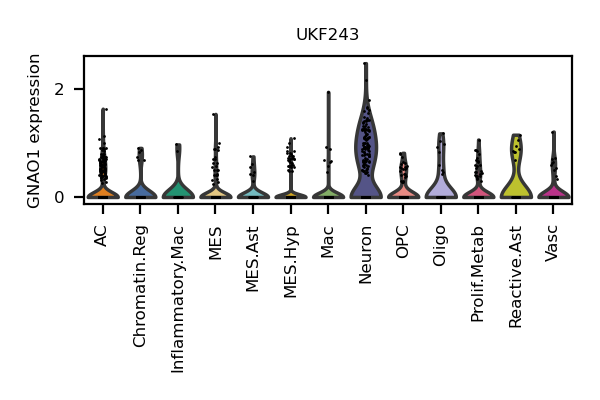 UKF243
GNAO1 expression
2
0
AC
Chromatin.Reg
Inflammatory.Mac
MES
MES.Ast
MES.Hyp
Mac
Neuron
OPC
Oligo
Prolif.Metab
Reactive.Ast
Vasc